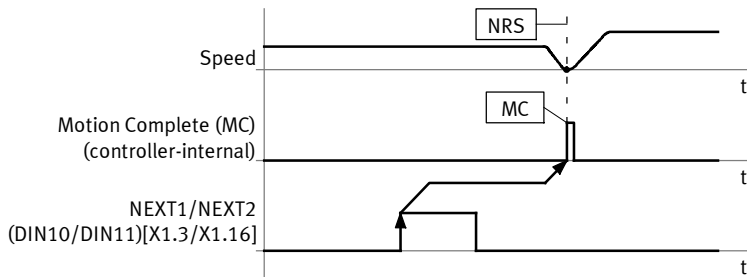 NRS
Speed
t
MC
Motion Complete (MC)
(controller-internal)
t
NEXT1/NEXT2
(DIN10/DIN11)[X1.3/X1.16]
t